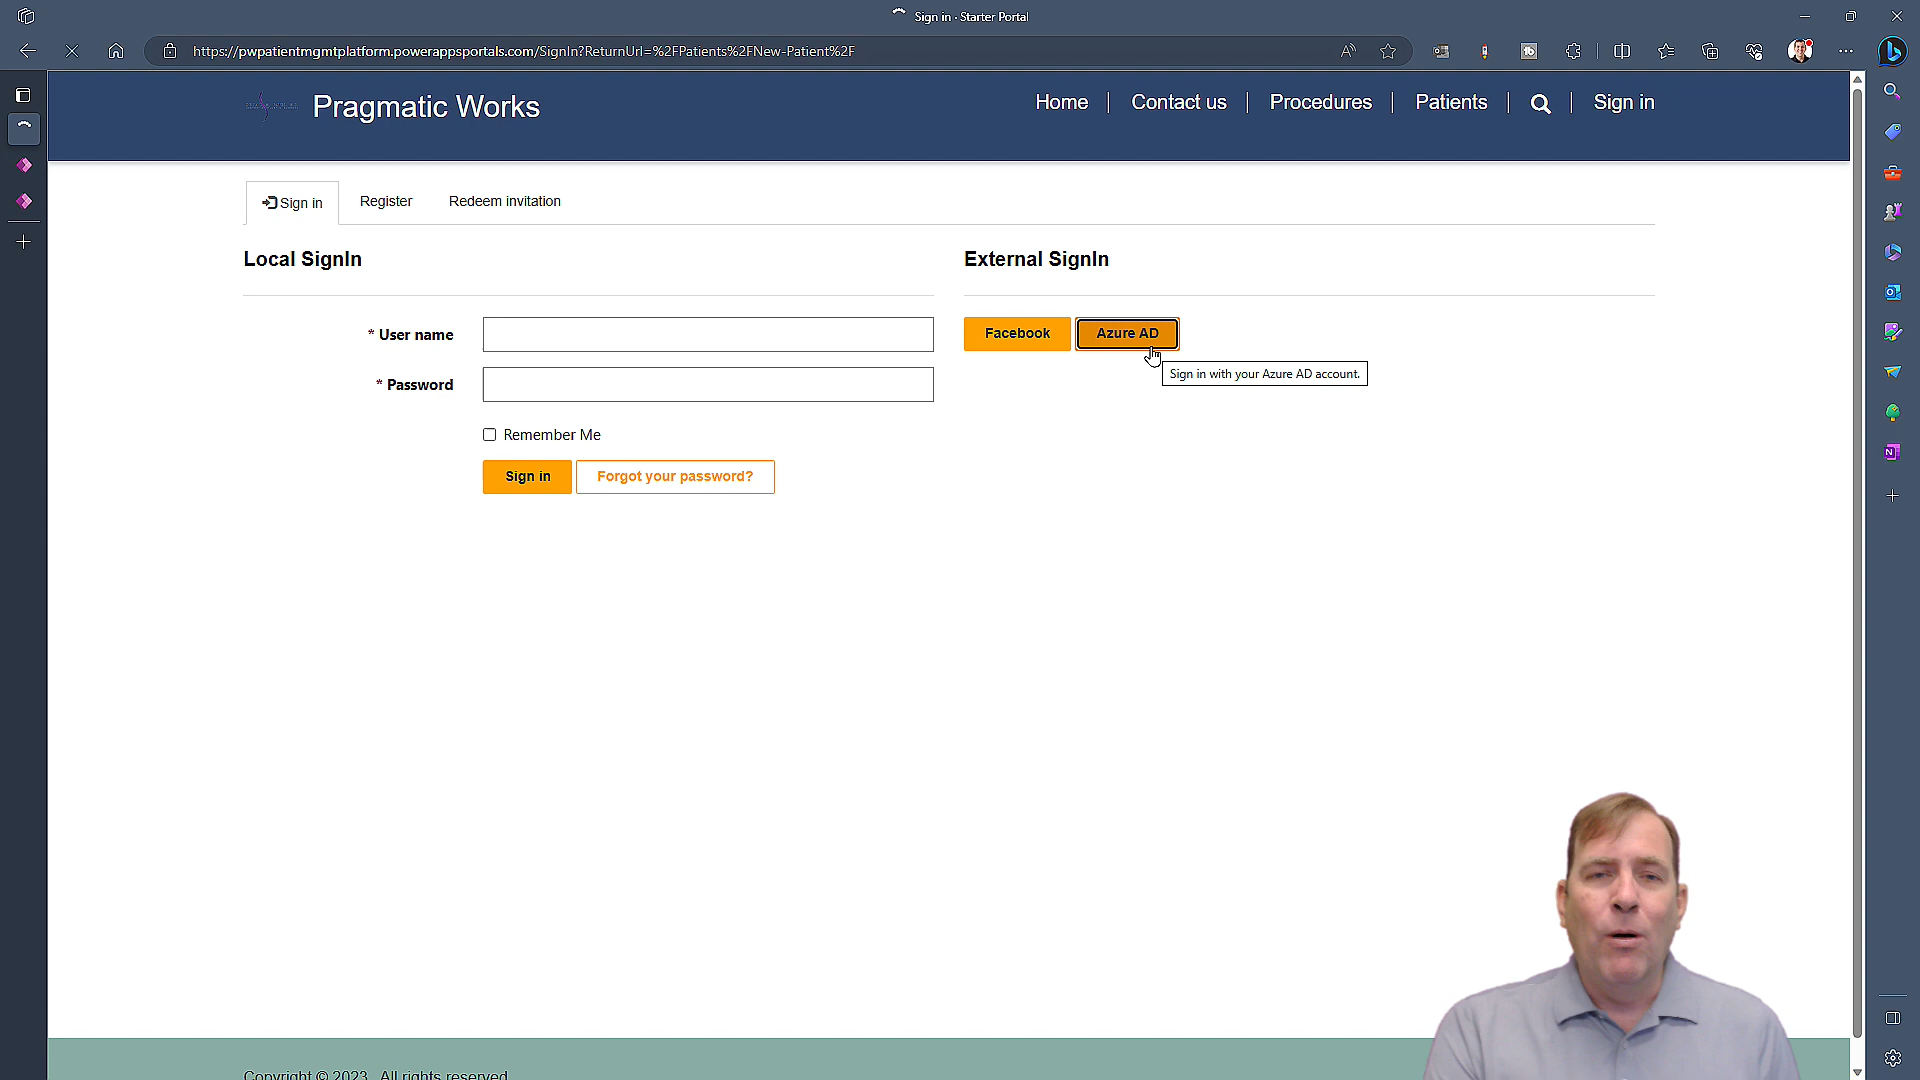 Sign in - Starter Portal
https://pwpatientmgmtplatform.powerappsportals.com/SignIn?ReturnUrl=%2FPatients%2FNew-Patient%2F
Pragmatic Works
Home
Contact us
Procedures
Patients
Sign in
Sign in
Register
Redeem invitation
Local SignIn
* User name
* Password
Remember Me
Sign in
Forgot your password?
External SignIn
Facebook
Azure AD
Sign in with your Azure AD account.
Copyright © 2023. All rights reserved.